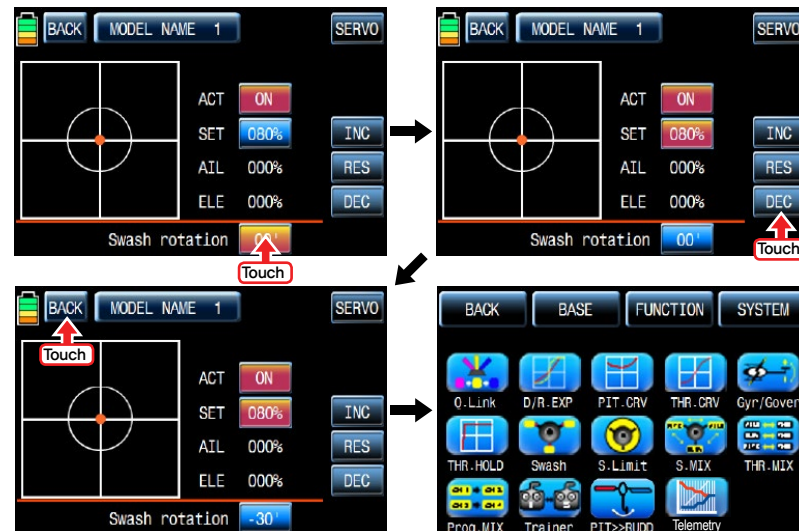 BACK MODEL NAME 1 SERVO
ACT ON
SET 080% INC
AIL 000% RES
ELE 000% DEC
Swash rotation 00'
Touch
BACK MODEL NAME 1 SERVO
ACT ON
SET 080% INC
AIL 000% RES
ELE 000% DEC
Swash rotation 00'
Touch
BACK MODEL NAME 1 SERVO
Touch
ACT ON
SET 080% INC
AIL 000% RES
ELE 000% DEC
Swash rotation -30'
BACK BASE FUNCTION SYSTEM
Q.Link D/R.EXP PIT.CRV THR.CRV Gyr/Gover
THR.HOLD Swash S.Limit S.MIX THR.MIX
Prog.MIX Trainer PIT>>RUDD Telemetry